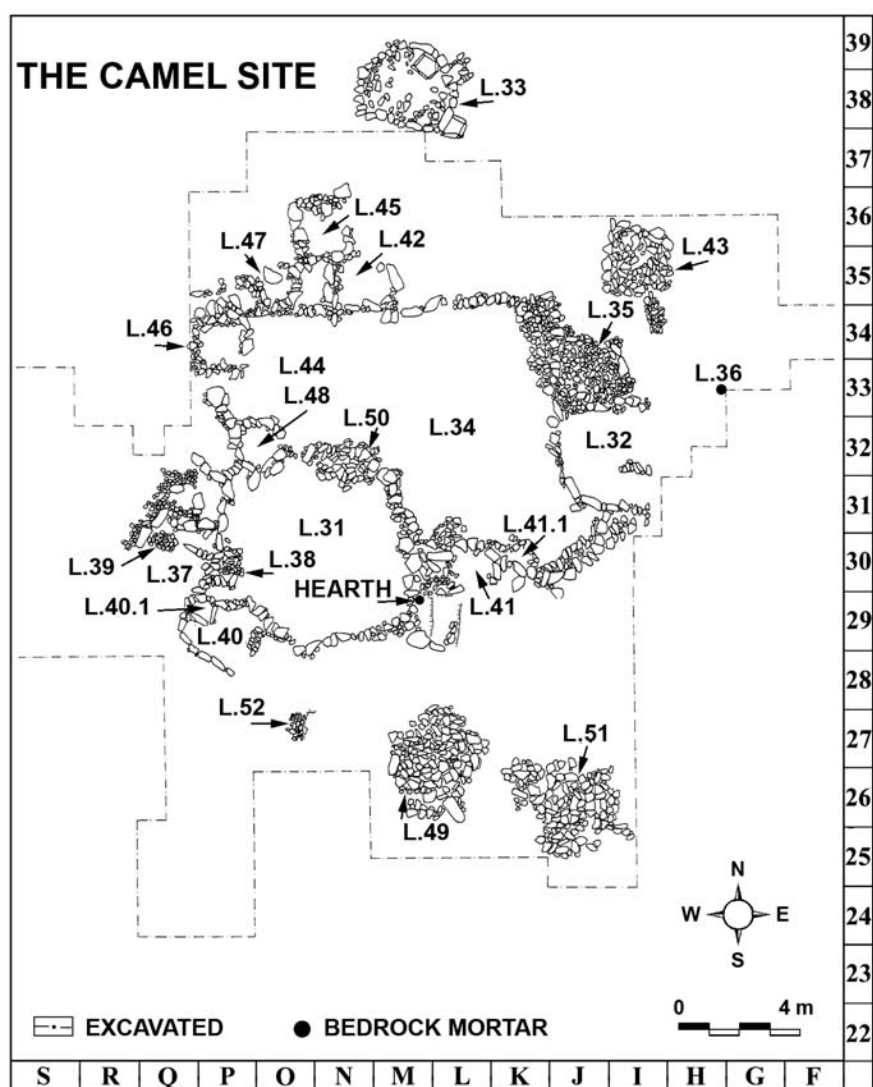 THE CAMEL SITE
L.33
L.45
L.47
L.42
L.43
L.35
L.46
L.44
L.36
L.48
L.50
L.34
L.32
L.31
L.41.1
L.39
L.37
L.38
L.41
HEARTH
L.40.1
L.40
L.52
L.51
L.49
N
W E
S
0 4 m
EXCAVATED BEDROCK MORTAR
39
38
37
36
35
34
33
32
31
30
29
28
27
26
25
24
23
22
S R Q P O N M L K J I H G F